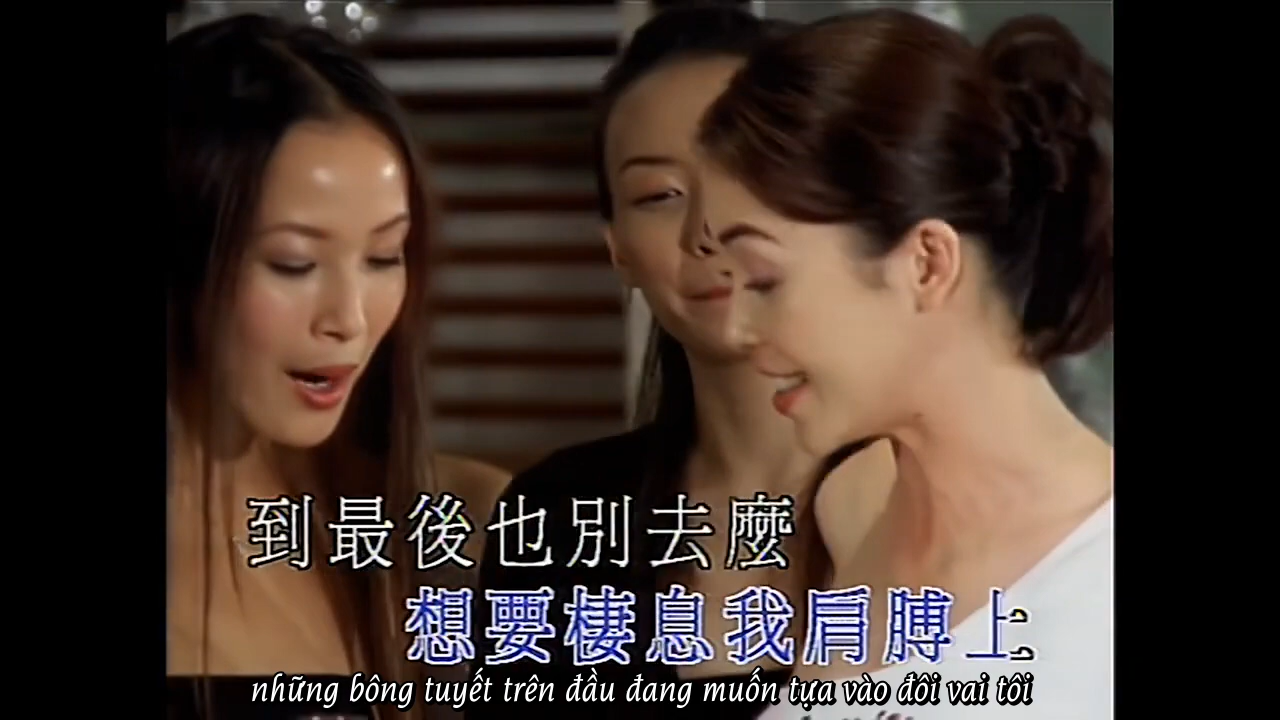 到最後也別去麼
想要棲息我肩膊上
những bông tuyết trên đầu đang muốn tựa vào đôi vai tôi